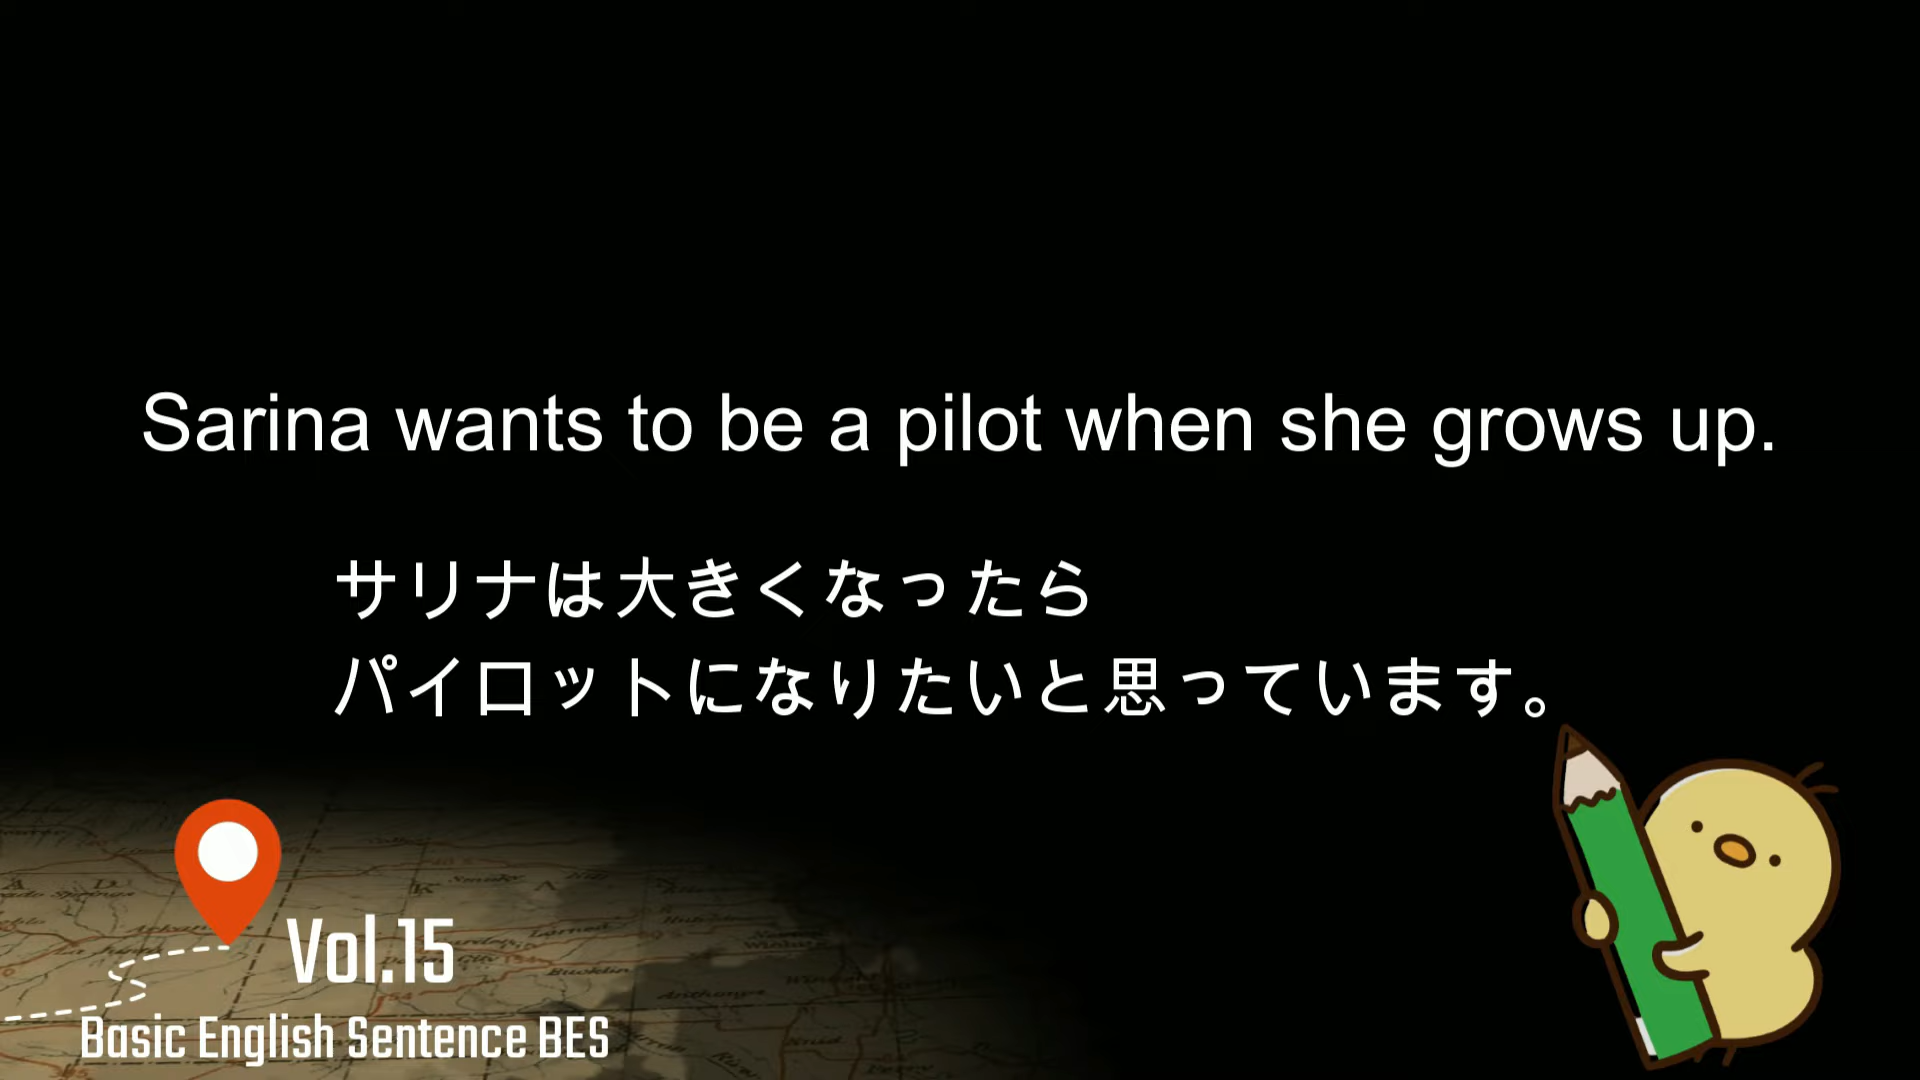 Sarina wants to be a pilot when she grows up.
サリナは大きくなったら
パイロットになりたいと思っています。
Vol.15
Basic English Sentence BES